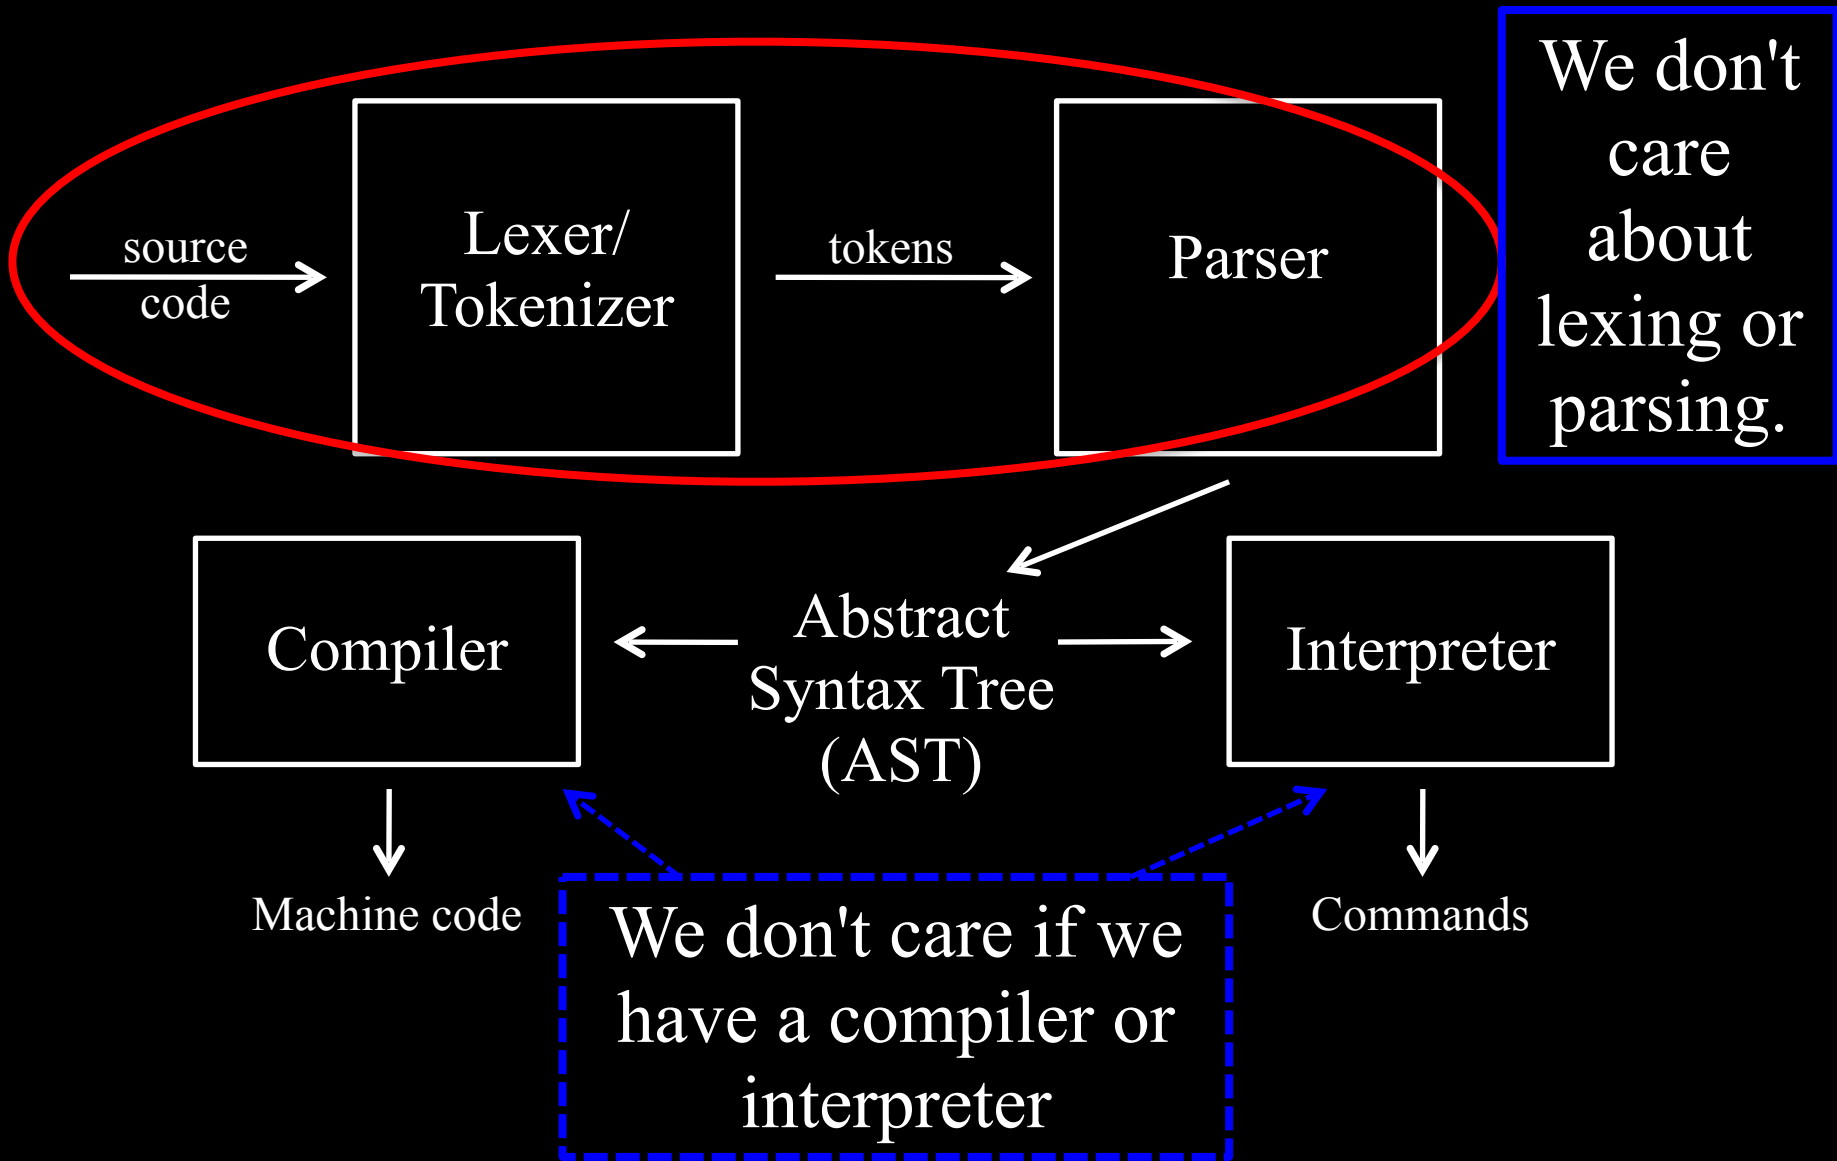 source
code
Lexer/
Tokenizer
tokens
Parser
We don't
care
about
lexing or
parsing.
Compiler
Abstract
Syntax Tree
(AST)
Interpreter
Machine code
We don't care if we
have a compiler or
interpreter
Commands